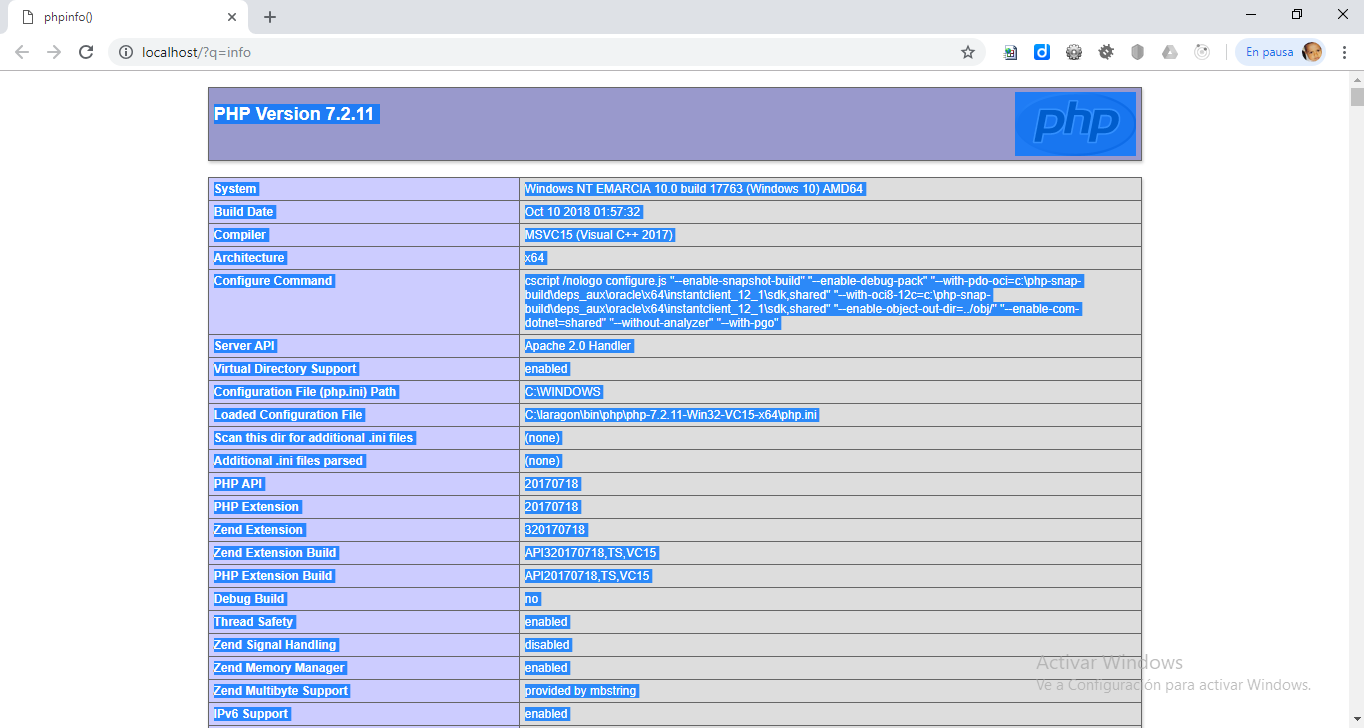 phpinfo()
localhost/?q=info
En pausa
PHP Version 7.2.11
php
System Windows NT EMARCIA 10.0 build 17763 (Windows 10) AMD64
Build Date Oct 10 2018 01:57:32
Compiler MSVC15 (Visual C++ 2017)
Architecture x64
Configure Command cscript /nologo configure.js "--enable-snapshot-build" "--enable-debug-pack" "--with-pdo-oci=c:\php-snap-
build\deps_aux\oracle\x64\instantclient_12_1\sdk,shared" "--with-oci8-12c=c:\php-snap-
build\deps_aux\oracle\x64\instantclient_12_1\sdk,shared" "--enable-object-out-dir=../obj/" "--enable-com-
dotnet=shared" "--without-analyzer" "--with-pgo"
Server API Apache 2.0 Handler
Virtual Directory Support enabled
Configuration File (php.ini) Path C:\WINDOWS
Loaded Configuration File C:\laragon\bin\php\php-7.2.11-Win32-VC15-x64\php.ini
Scan this dir for additional .ini files (none)
Additional .ini files parsed (none)
PHP API 20170718
PHP Extension 20170718
Zend Extension 320170718
Zend Extension Build API320170718,TS,VC15
PHP Extension Build API20170718,TS,VC15
Debug Build no
Thread Safety enabled
Zend Signal Handling disabled
Zend Memory Manager enabled
Zend Multibyte Support provided by mbstring
IPv6 Support enabled
Activar Windows
Ve a Configuración para activar Windows.